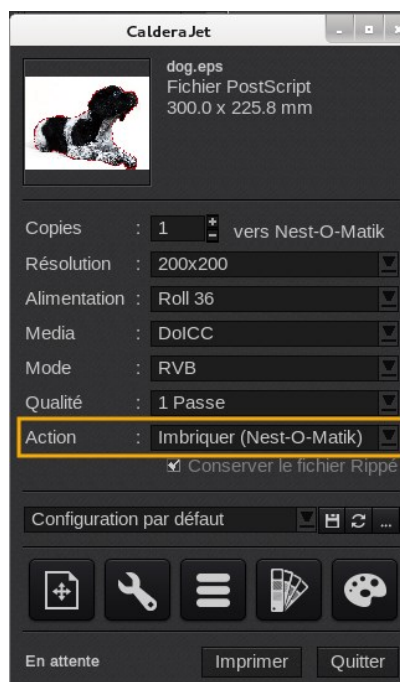 CalderaJet
dog.eps
Fichier PostScript
300.0 x 225.8 mm
Copies : 1 vers Nest-O-Matik
Résolution : 200x200
Alimentation : Roll 36
Media : DoICC
Mode : RVB
Qualité : 1 Passe
Action : Imbriquer (Nest-O-Matik)
Conserver le fichier Rippé
Configuration par défaut ...
En attente Imprimer Quitter